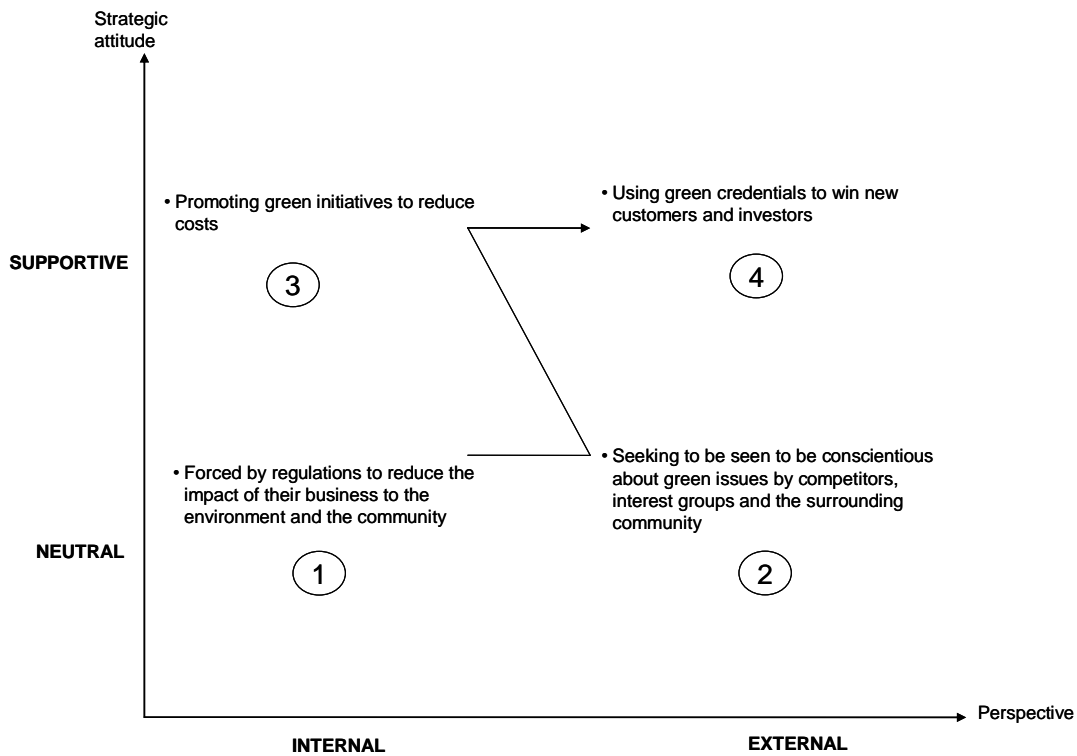 Strategic
attitude
• Promoting green initiatives to reduce
costs
• Using green credentials to win new
customers and investors
SUPPORTIVE
3
4
• Forced by regulations to reduce the
impact of their business to the
environment and the community
• Seeking to be seen to be conscientious
about green issues by competitors,
interest groups and the surrounding
community
NEUTRAL
1
2
Perspective
INTERNAL
EXTERNAL